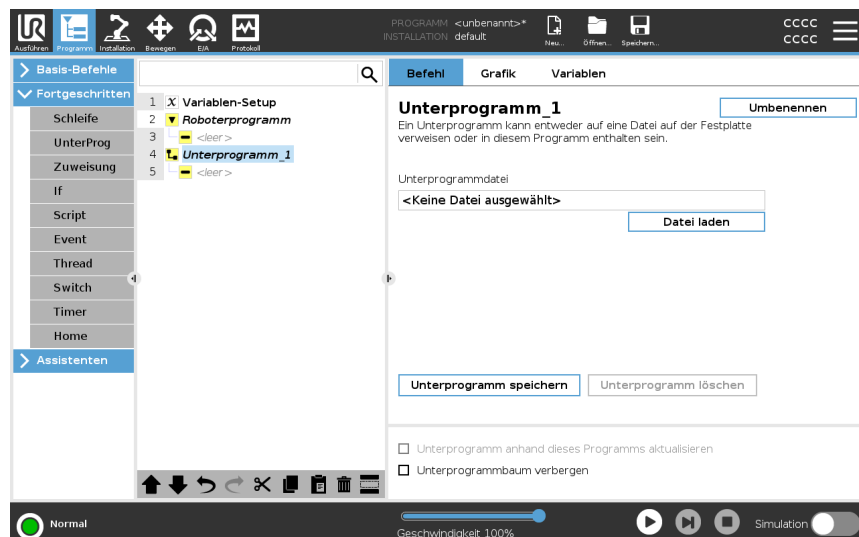 PROGRAMM <unbenannt>*
INSTALLATION default
Ausführen Programm Installation Bewegen E/A Protokoll
Neu... Öffnen... Speichern...
CCCC
CCCC
Basis-Befehle
Fortgeschritten
Schleife
UnterProg
Zuweisung
If
Script
Event
Thread
Switch
Timer
Home
Assistenten
1 X Variablen-Setup
2 Roboterprogramm
3 <leer>
4 Unterprogramm_1
5 <leer>
Befehl Grafik Variablen
Unterprogramm_1 Umbenennen
Ein Unterprogramm kann entweder auf eine Datei auf der Festplatte
verweisen oder in diesem Programm enthalten sein.
Unterprogrammdatei
<Keine Datei ausgewählt>
Datei laden
Unterprogramm speichern Unterprogramm löschen
Unterprogramm anhand dieses Programms aktualisieren
Unterprogrammbaum verbergen
Normal
Geschwindigkeit 100%
Simulation